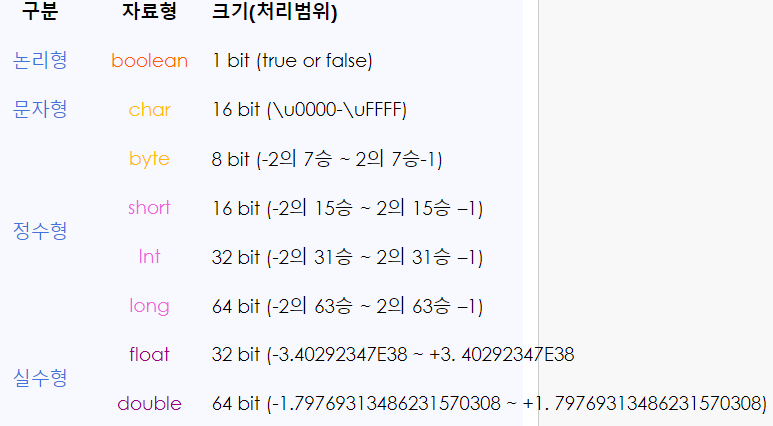 구분 자료형 크기(처리범위)
논리형 boolean 1 bit (true or false)
문자형 char 16 bit (\u0000-\uFFFF)
byte 8 bit (-2의 7승 ~ 2의 7승-1)
short 16 bit (-2의 15승 ~ 2의 15승 –1)
정수형
Int 32 bit (-2의 31승 ~ 2의 31승 –1)
long 64 bit (-2의 63승 ~ 2의 63승 –1)
float 32 bit (-3.40292347E38 ~ +3. 40292347E38
실수형
double 64 bit (-1.79769313486231570308 ~ +1. 79769313486231570308)